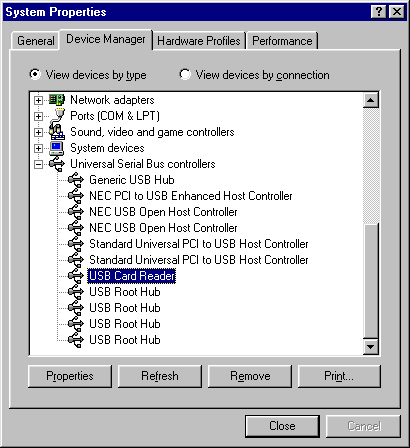 System Properties
General Device Manager Hardware Profiles Performance
View devices by type View devices by connection
Network adapters
Ports (COM & LPT)
Sound, video and game controllers
System devices
Universal Serial Bus controllers
Generic USB Hub
NEC PCI to USB Enhanced Host Controller
NEC USB Open Host Controller
NEC USB Open Host Controller
Standard Universal PCI to USB Host Controller
Standard Universal PCI to USB Host Controller
USB Card Reader
USB Root Hub
USB Root Hub
USB Root Hub
USB Root Hub
Properties Refresh Remove Print...
Close Cancel